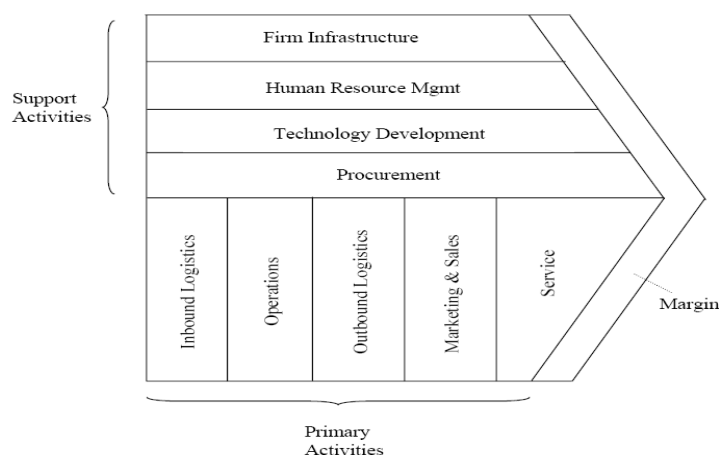 Firm Infrastructure
Human Resource Mgmt
Support
Activities
Technology Development
Procurement
Inbound Logistics
Operations
Outbound Logistics
Marketing & Sales
Service
Margin
Primary
Activities